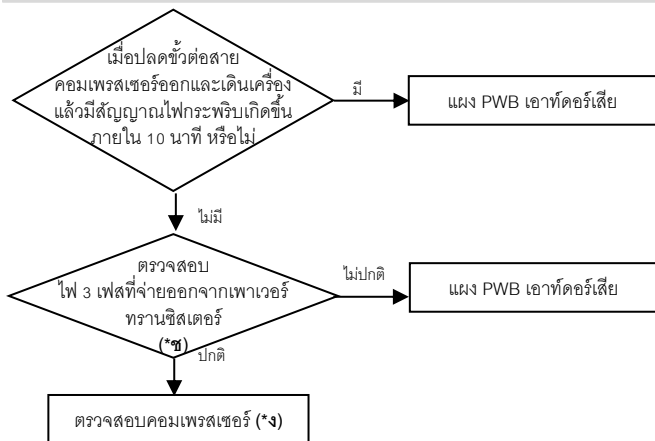 เมื่อปลดขั้วต่อสาย
คอมเพรสเซอร์ออกและเดินเครื่อง
แล้วมีสัญญาณไฟกระพริบเกิดขึ้น
ภายใน 10 นาที หรือไม่
มี
แผง PWB เอาท์ดอร์เสีย
ไม่มี
ตรวจสอบ
ไฟ 3 เฟสที่จ่ายออกจากเพาเวอร์
ทรานซิสเตอร์
(*ช)
ไม่ปกติ
แผง PWB เอาท์ดอร์เสีย
ปกติ
ตรวจสอบคอมเพรสเซอร์ (*ง)